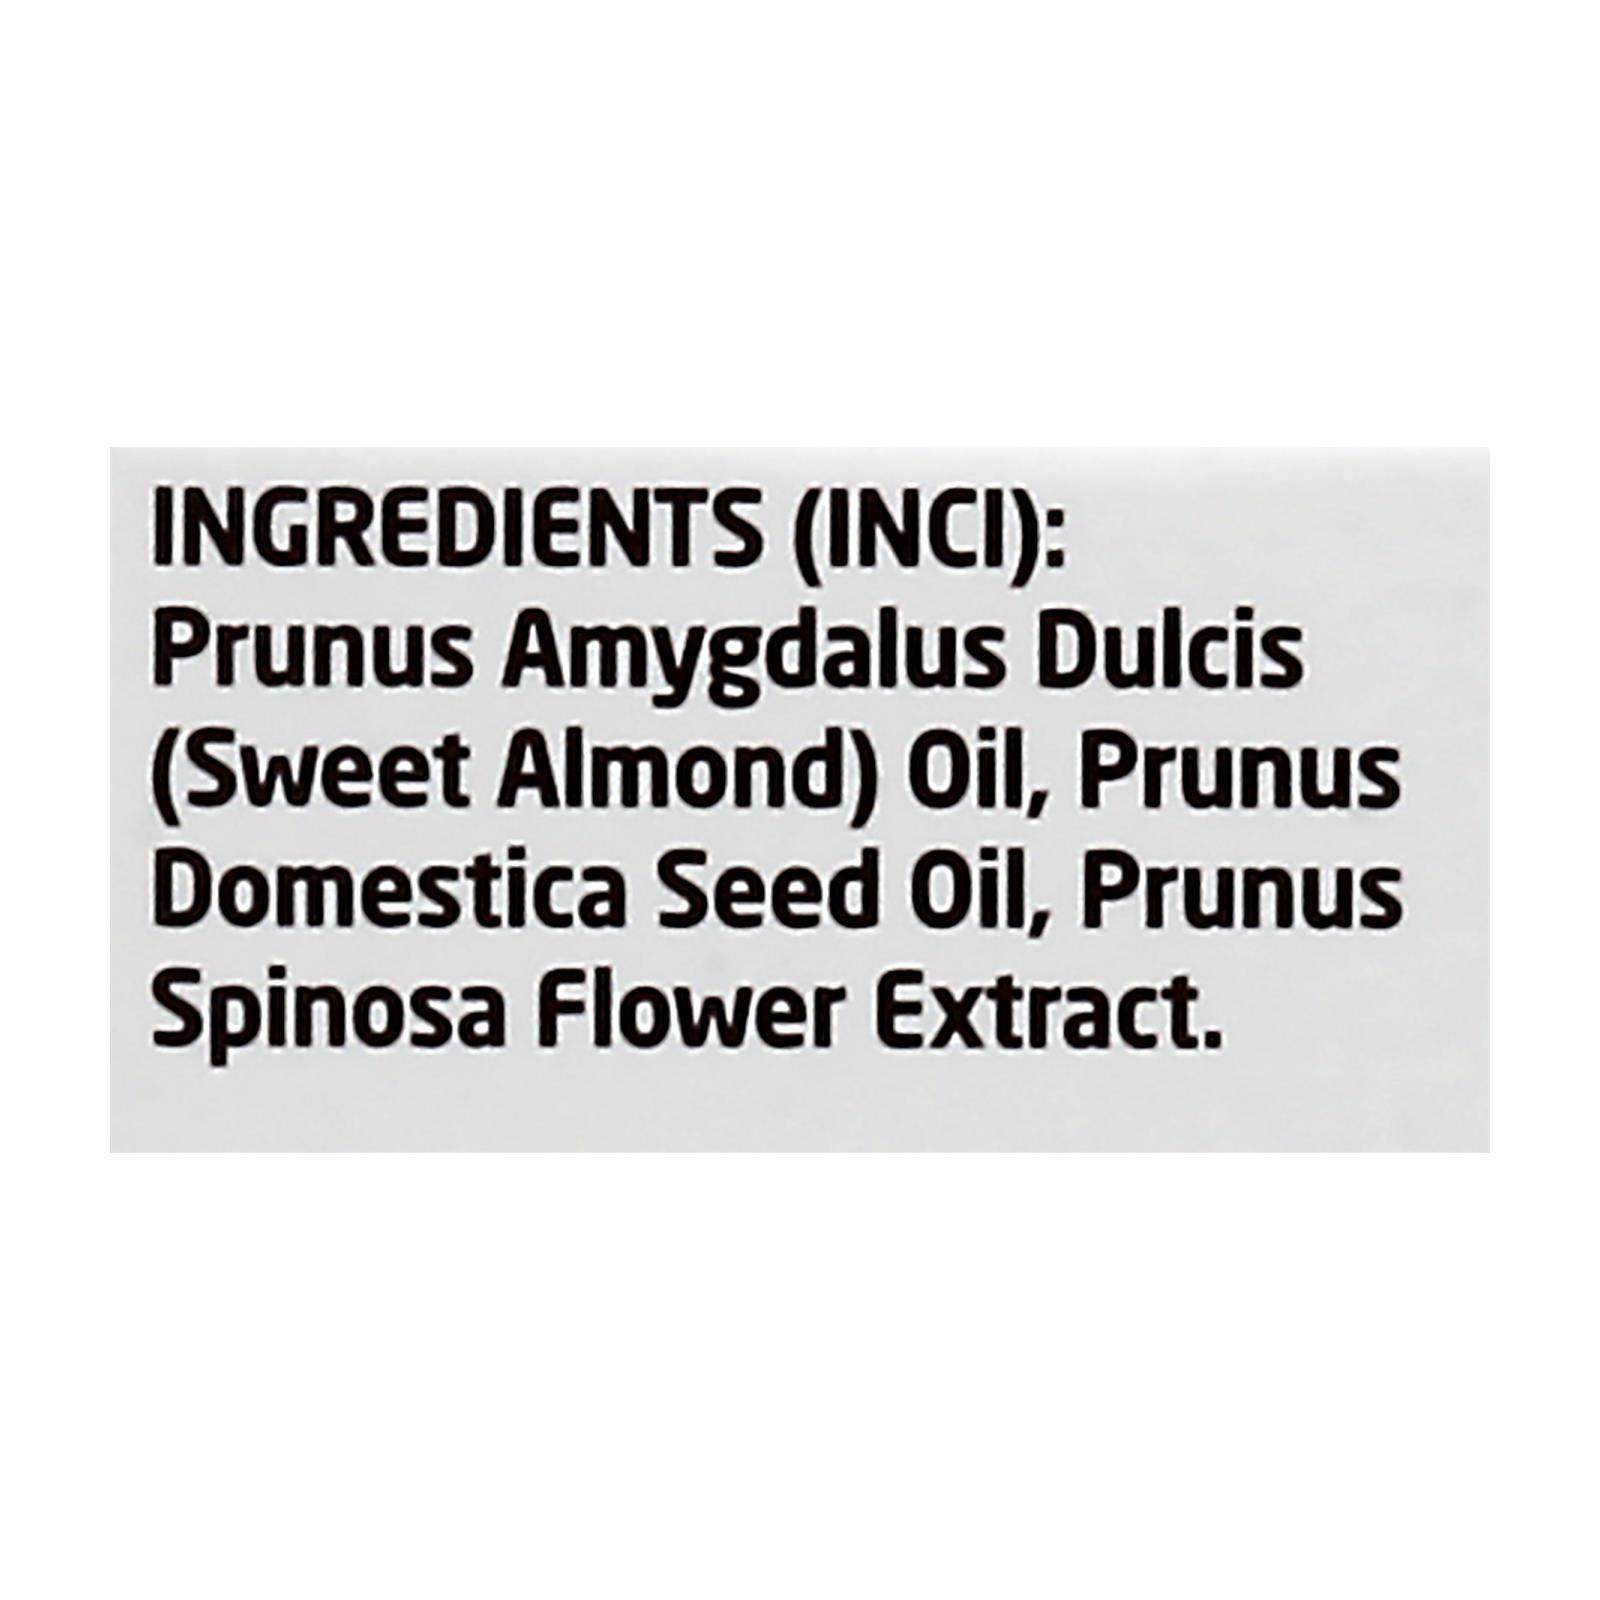 INGREDIENTS (INCI):
Prunus Amygdalus Dulcis
(Sweet Almond) Oil, Prunus
Domestica Seed Oil, Prunus
Spinosa Flower Extract.